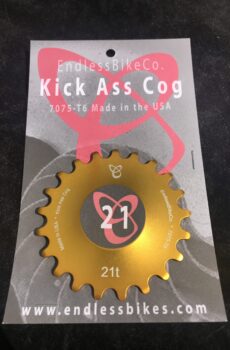 EndlessBikeCo.
Kick Ass Cog
7075-T6 Made in the USA
21
21t
www.endlessbikes.com